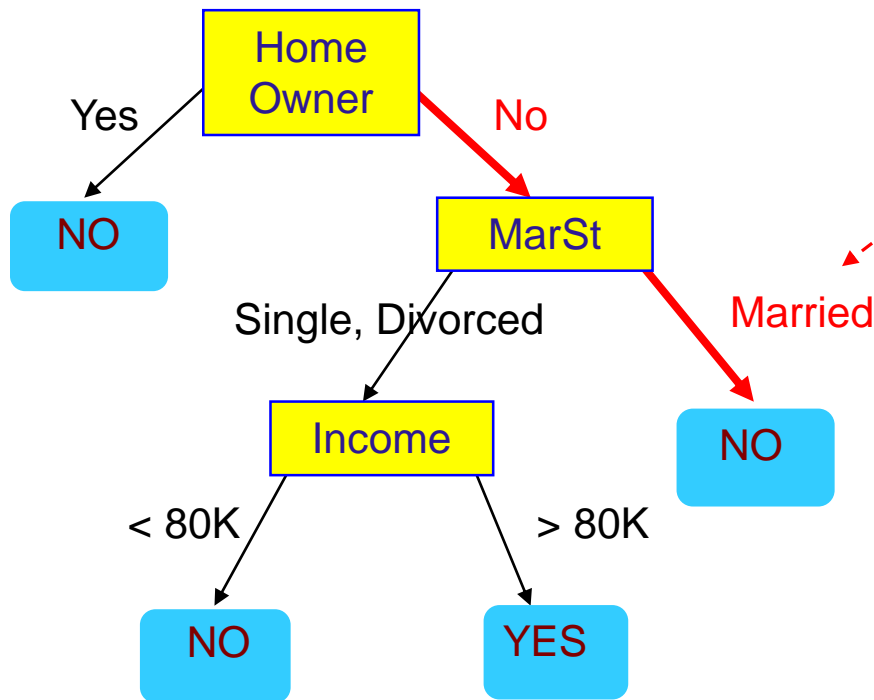 Home
Owner
Yes
No
NO
MarSt
Single, Divorced
Married
Income
NO
< 80K
> 80K
NO
YES